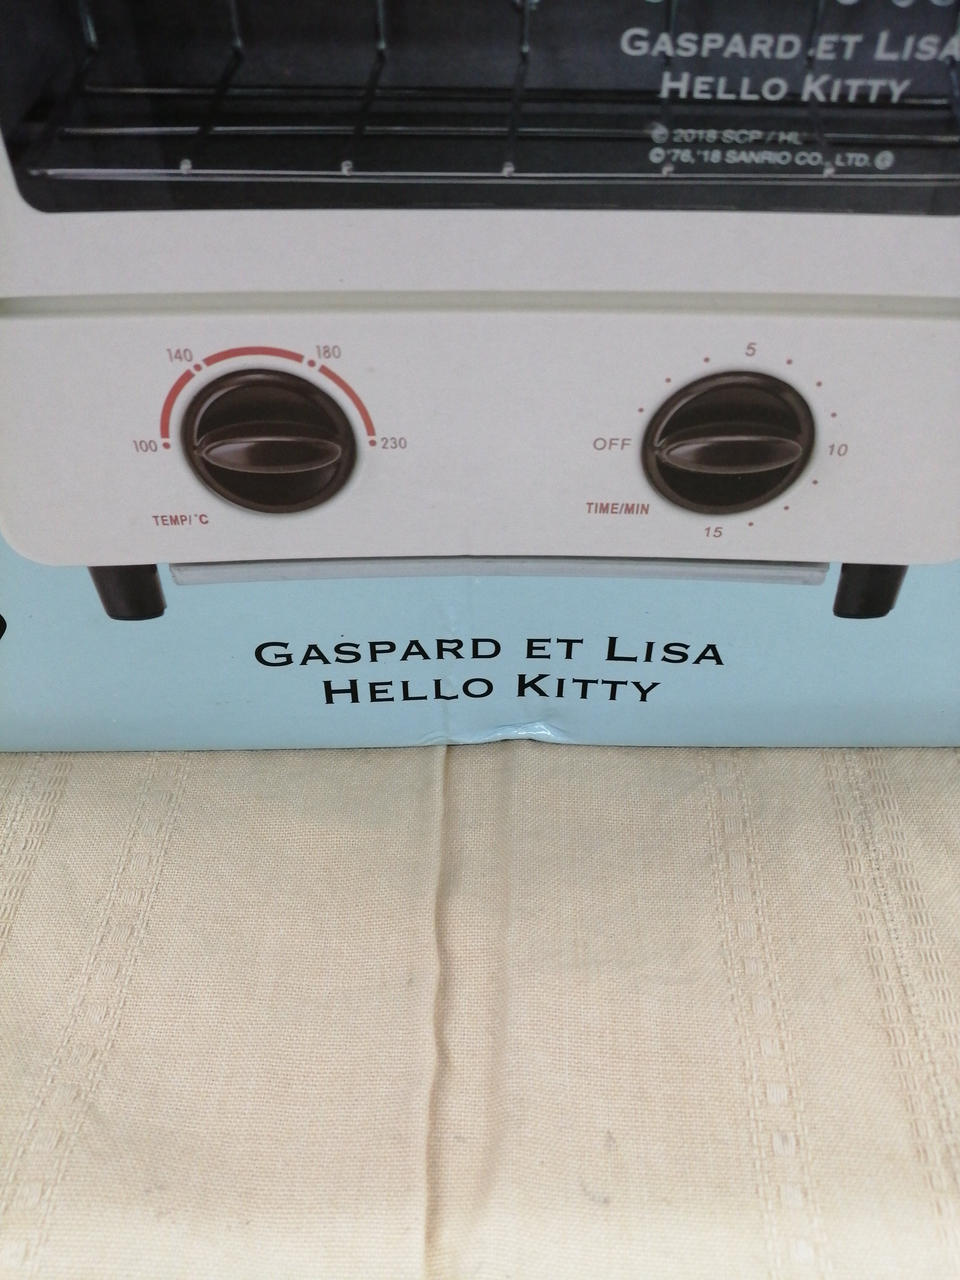 GASPARD ET LISA
HELLO KITTY
© 2018 SCP / HL
©'76,'18 SANRIO CO., LTD.
140
180
100
230
TEMP/°C
5
OFF
10
TIME/MIN
15
GASPARD ET LISA
HELLO KITTY